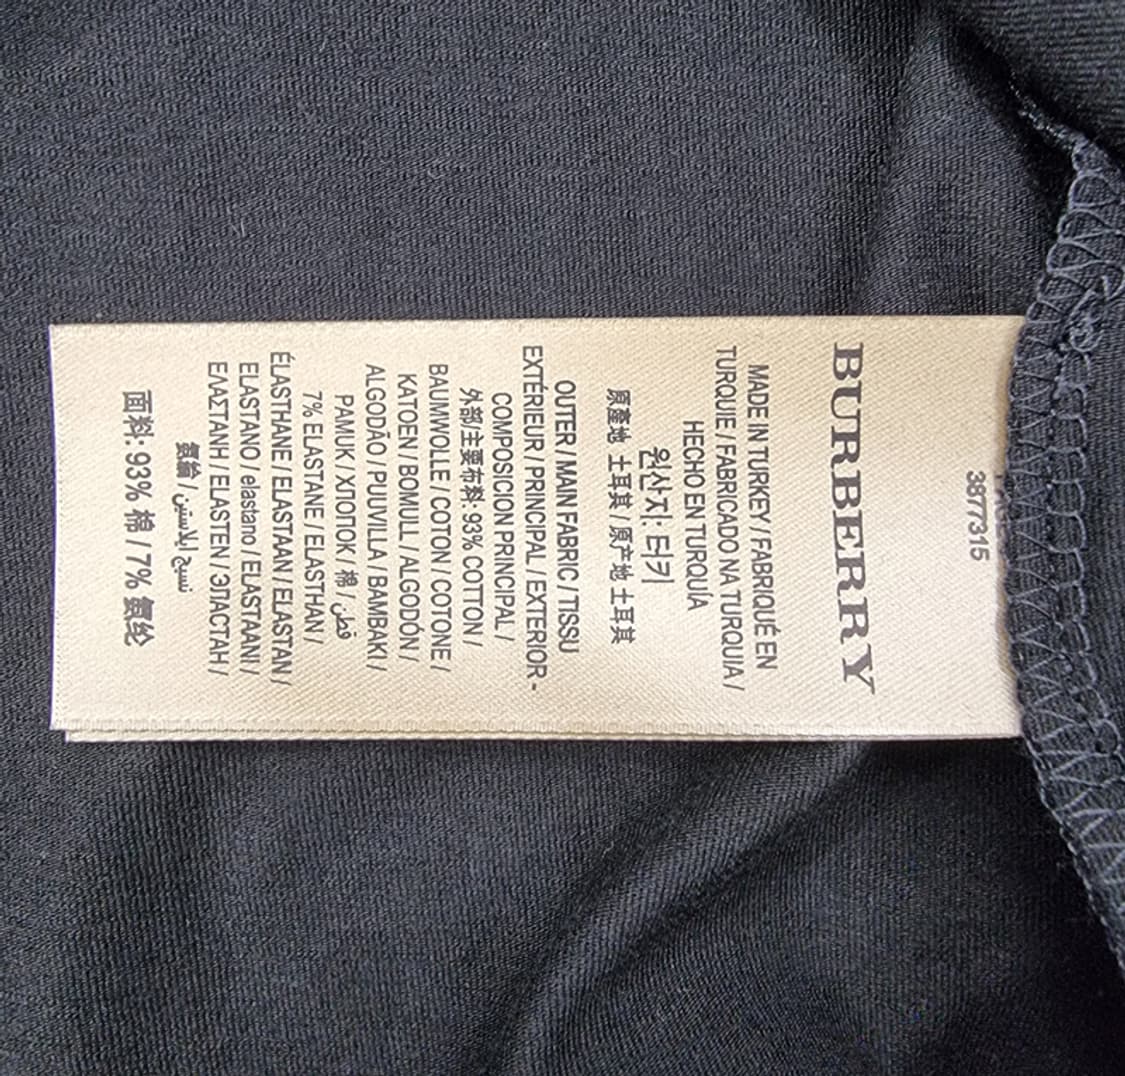 3877315
BURBERRY
MADE IN TURKEY / FABRIQUÉ EN
TURQUIE / FABRICADO NA TURQUIA /
HECHO EN TURQUÍA
원산지: 터키
原產地 土耳其 / 原产地 土耳其
OUTER / MAIN FABRIC / TISSU
EXTÉRIEUR / PRINCIPAL / EXTERIOR -
COMPOSICION PRINCIPAL /
外部/主要布料: 93% COTTON /
BAUMWOLLE / COTON / COTONE /
KATOEN / BOMULL / ALGODÓN /
ALGODÃO / PUUVILLA / BAMBAKI /
PAMUK / ХЛОПОК / 棉 / قطن /
7% ELASTANE / ELASTHAN /
ÉLASTHANE / ELASTAAN / ELASTAN /
ELASTANO / elastano / ELASTAANI /
ΕΛΑΣΤΑΝΗ / ELASTEN / ЭЛАСТАН /
氨綸 / نسيج إيلاستين
面料: 93% 棉 / 7% 氨纶